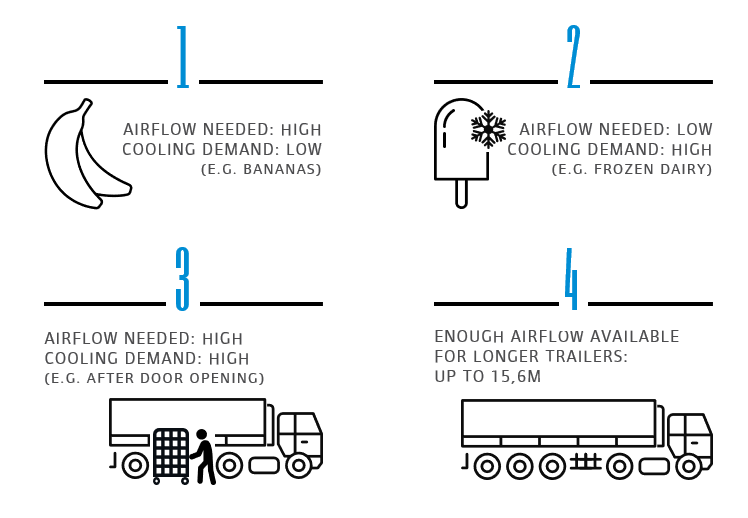 1
AIRFLOW NEEDED: HIGH
COOLING DEMAND: LOW
(E.G. BANANAS)
2
AIRFLOW NEEDED: LOW
COOLING DEMAND: HIGH
(E.G. FROZEN DAIRY)
3
AIRFLOW NEEDED: HIGH
COOLING DEMAND: HIGH
(E.G. AFTER DOOR OPENING)
4
ENOUGH AIRFLOW AVAILABLE
FOR LONGER TRAILERS:
UP TO 15,6M